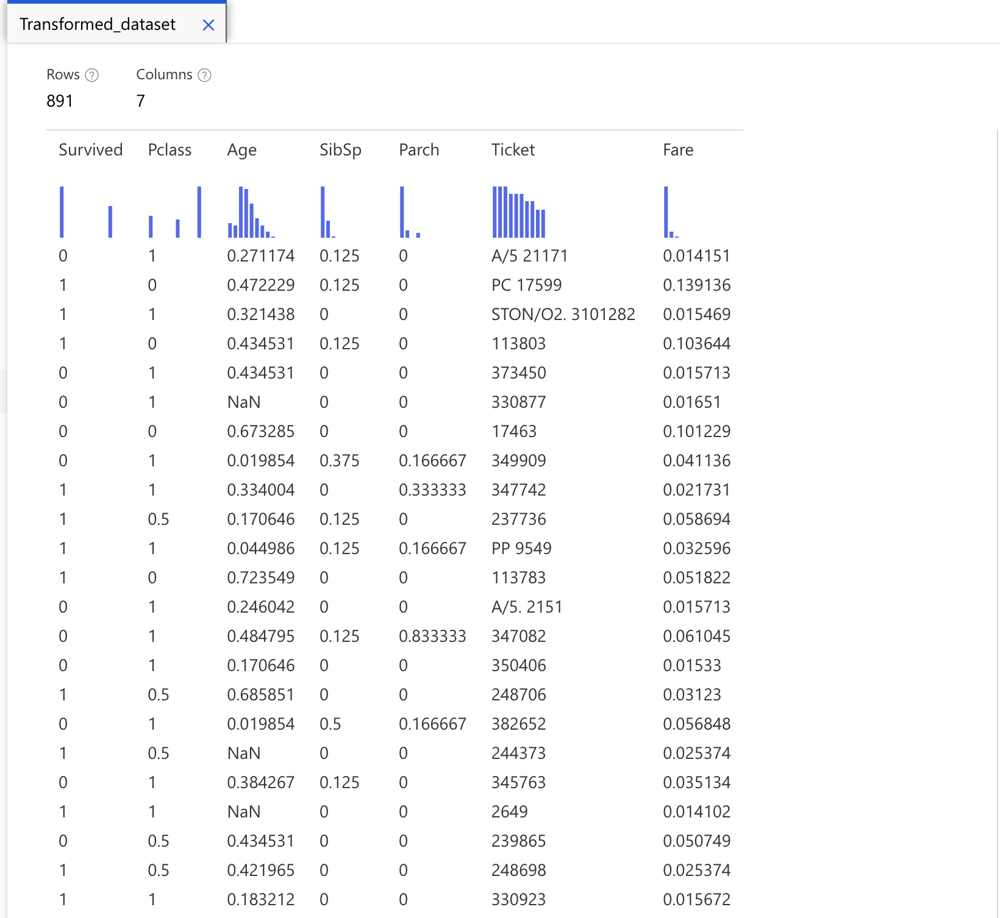 Transformed_dataset
Rows Columns
891 7
Survived Pclass Age SibSp Parch Ticket Fare
0 1 0.271174 0.125 0 A/5 21171 0.014151
1 0 0.472229 0.125 0 PC 17599 0.139136
1 1 0.321438 0 0 STON/O2. 3101282 0.015469
1 0 0.434531 0.125 0 113803 0.103644
0 1 0.434531 0 0 373450 0.015713
0 1 NaN 0 0 330877 0.01651
0 0 0.673285 0 0 17463 0.101229
0 1 0.019854 0.375 0.166667 349909 0.041136
1 1 0.334004 0 0.333333 347742 0.021731
1 0.5 0.170646 0.125 0 237736 0.058694
1 1 0.044986 0.125 0.166667 PP 9549 0.032596
1 0 0.723549 0 0 113783 0.051822
0 1 0.246042 0 0 A/5. 2151 0.015713
0 1 0.484795 0.125 0.833333 347082 0.061045
0 1 0.170646 0 0 350406 0.01533
1 0.5 0.685851 0 0 248706 0.03123
0 1 0.019854 0.5 0.166667 382652 0.056848
1 0.5 NaN 0 0 244373 0.025374
0 1 0.384267 0.125 0 345763 0.035134
1 1 NaN 0 0 2649 0.014102
0 0.5 0.434531 0 0 239865 0.050749
1 0.5 0.421965 0 0 248698 0.025374
1 1 0.183212 0 0 330923 0.015672